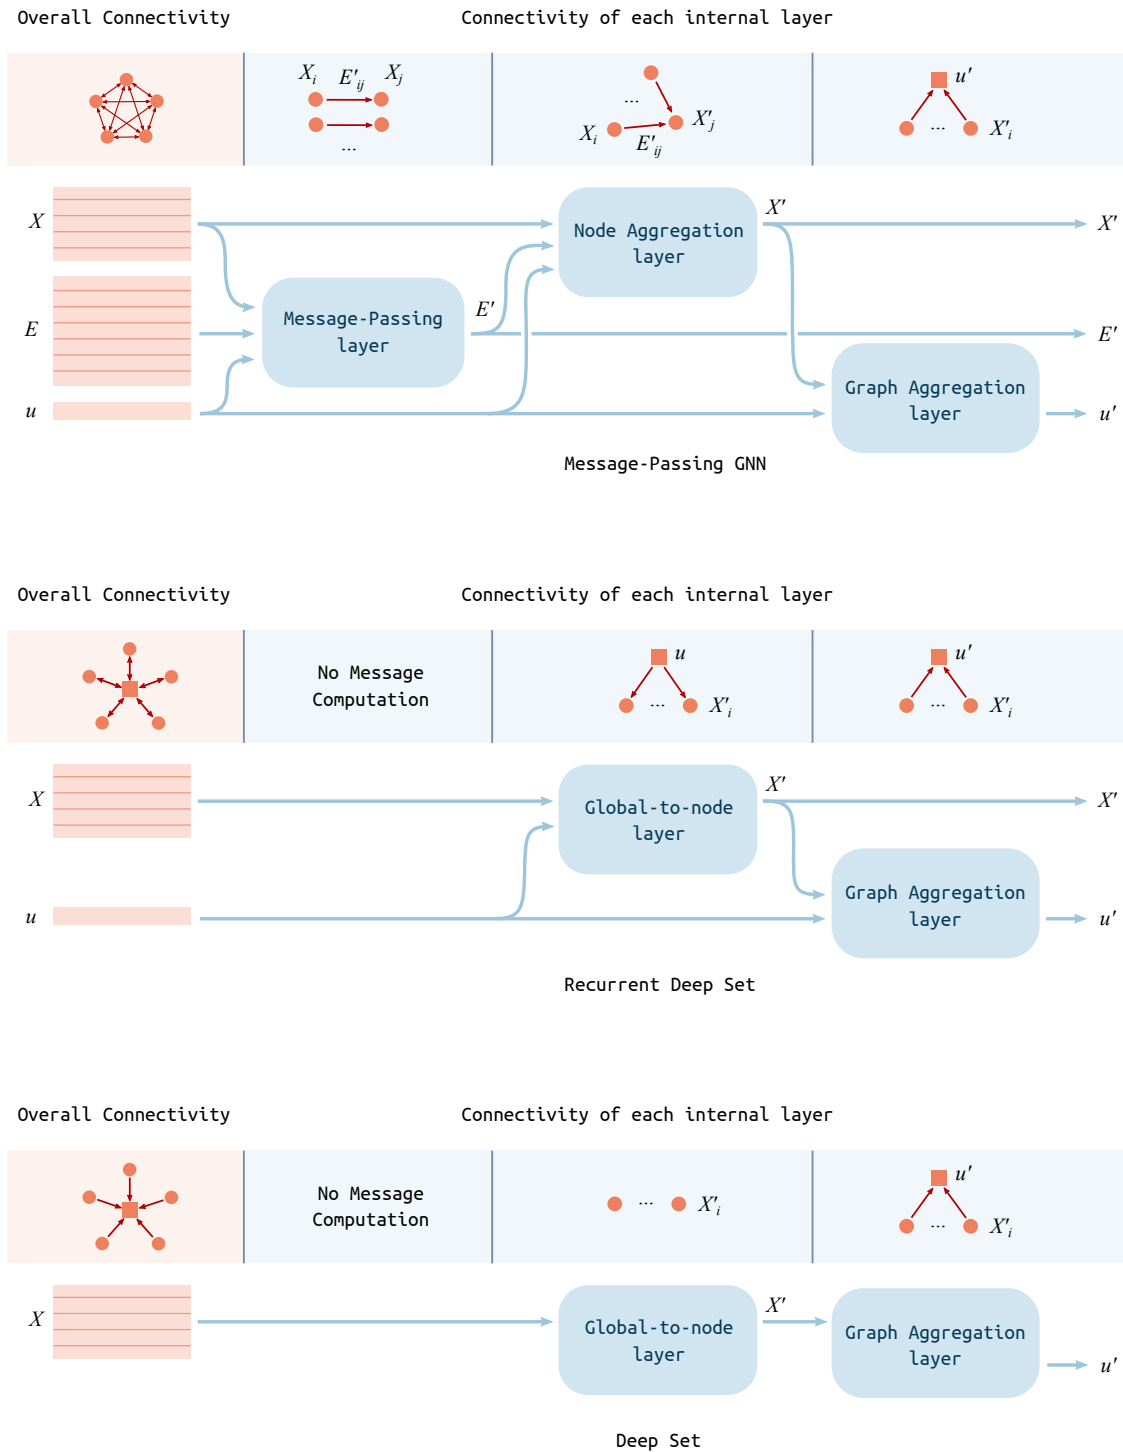 Overall Connectivity
Connectivity of each internal layer
Xi E′ij Xj
...
...
Xi E′ij X′j
u′
... X′i
X
E
u
Message-Passing
layer
E′
Node Aggregation
layer
X′
Graph Aggregation
layer
X′
E′
u′
Message-Passing GNN
Overall Connectivity
Connectivity of each internal layer
No Message
Computation
u
... X′i
u′
... X′i
X
u
Global-to-node
layer
X′
Graph Aggregation
layer
X′
u′
Recurrent Deep Set
Overall Connectivity
Connectivity of each internal layer
No Message
Computation
... X′i
u′
... X′i
X
Global-to-node
layer
X′
Graph Aggregation
layer
u′
Deep Set